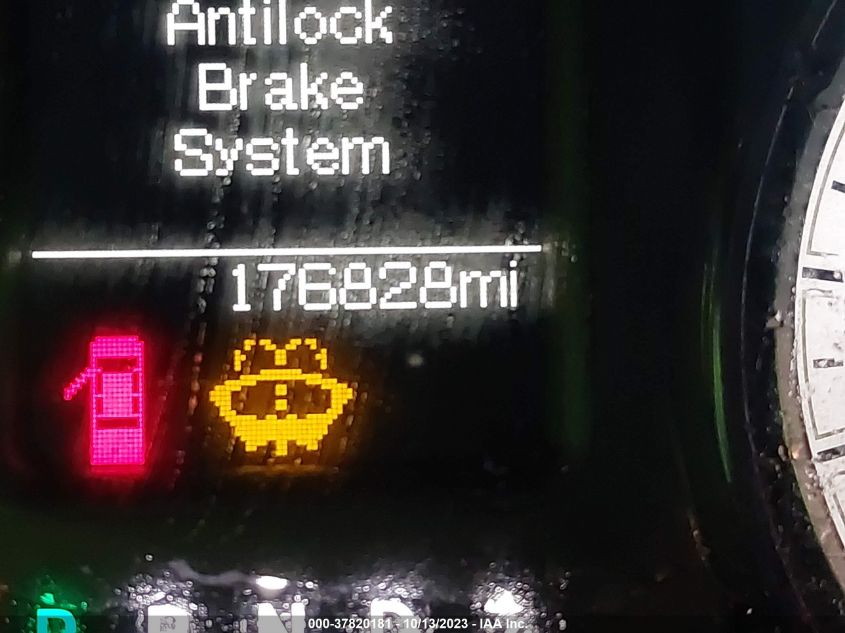 Antilock
Brake
System
176828mi
P R N D
000-37820181 - 10/13/2023 - IAA Inc.